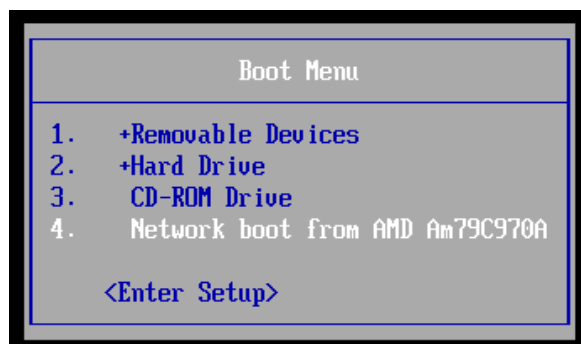 Boot Menu
1. +Removable Devices
2. +Hard Drive
3. CD-ROM Drive
4. Network boot from AMD Am79C970A
<Enter Setup>